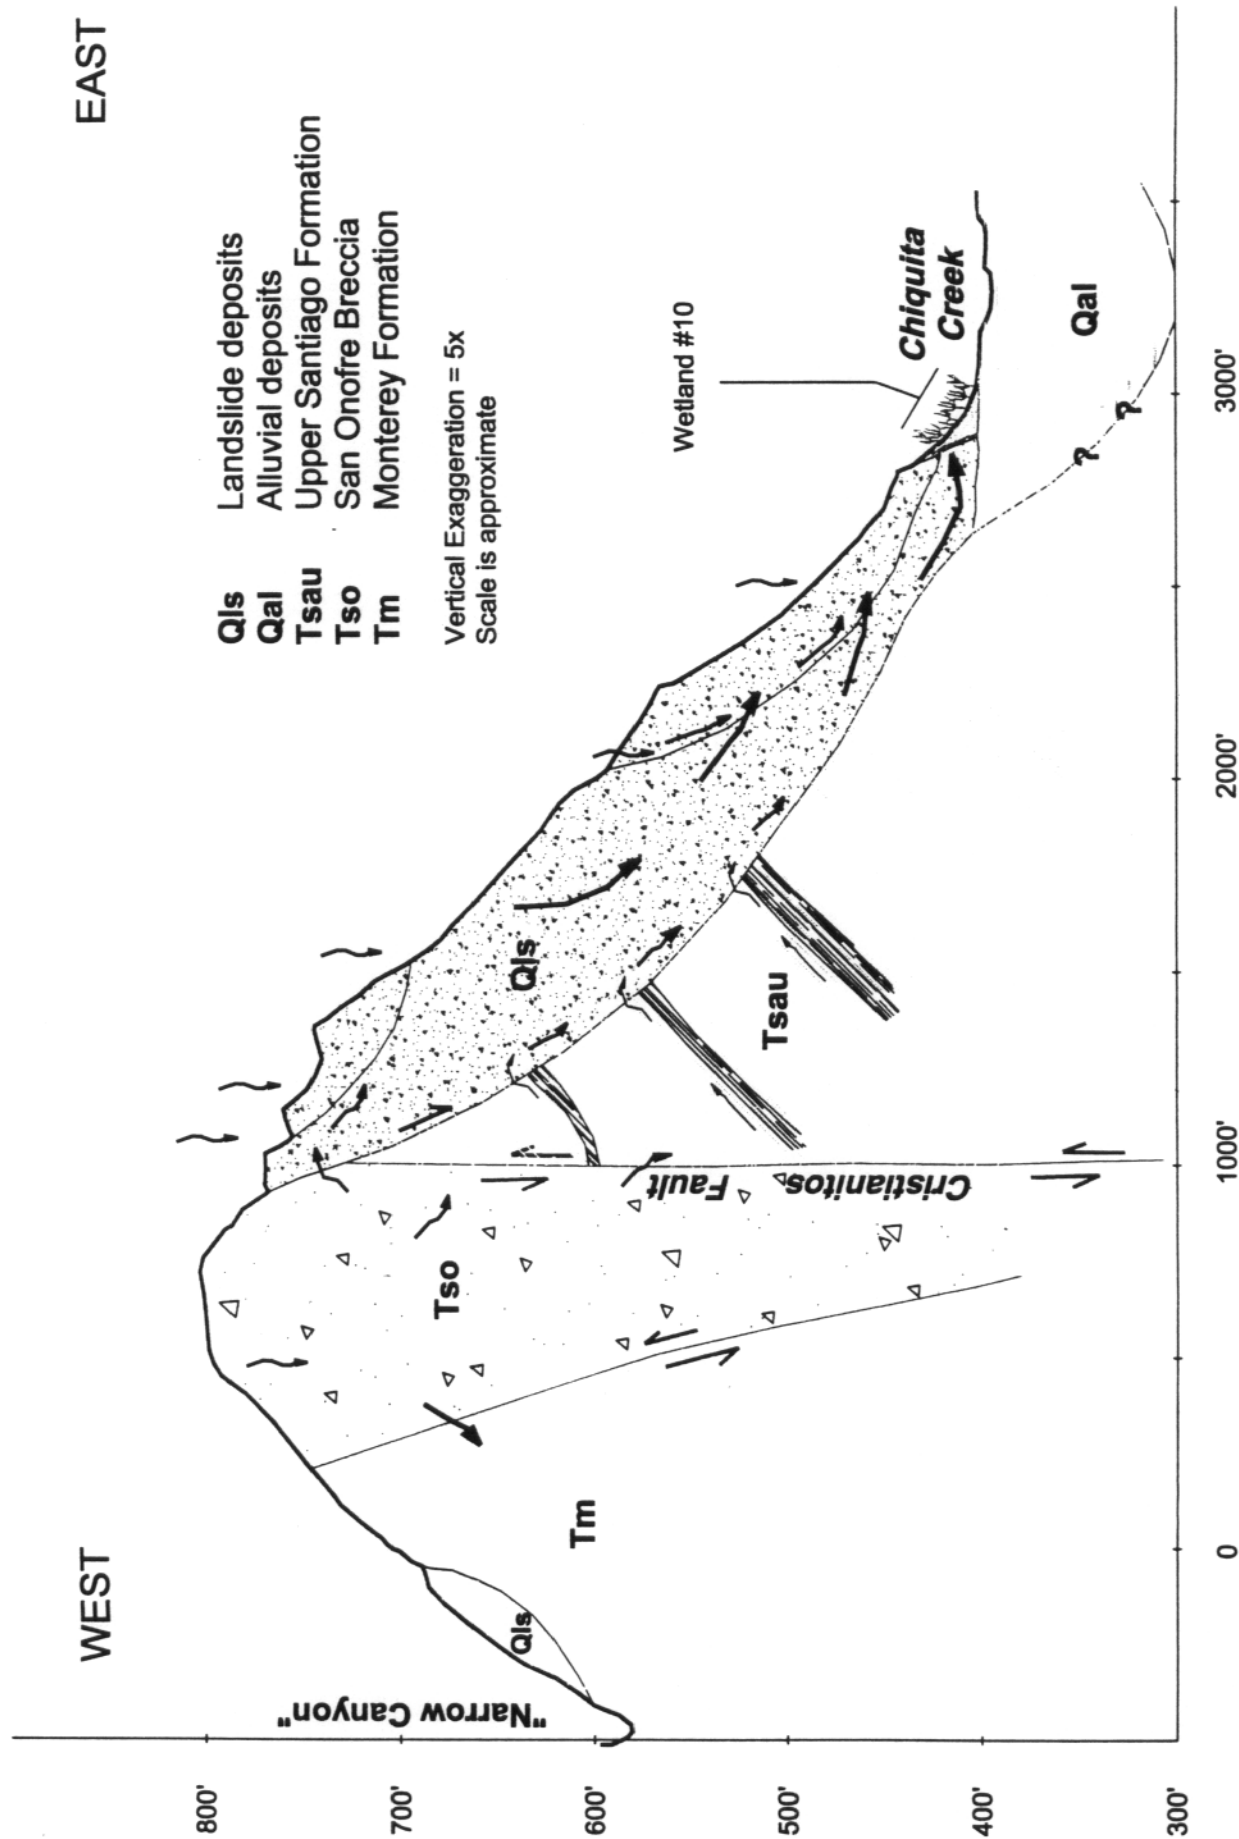 WEST
EAST
Qls Landslide deposits
Qal Alluvial deposits
Tsau Upper Santiago Formation
Tso San Onofre Breccia
Tm Monterey Formation
Vertical Exaggeration = 5x
Scale is approximate
"Narrow Canyon"
Qls
Tm
Tso
Cristianitos Fault
Qls
Tsau
Wetland #10
Chiquita
Creek
Qal
?
?
800'
700'
600'
500'
400'
300'
0
1000'
2000'
3000'